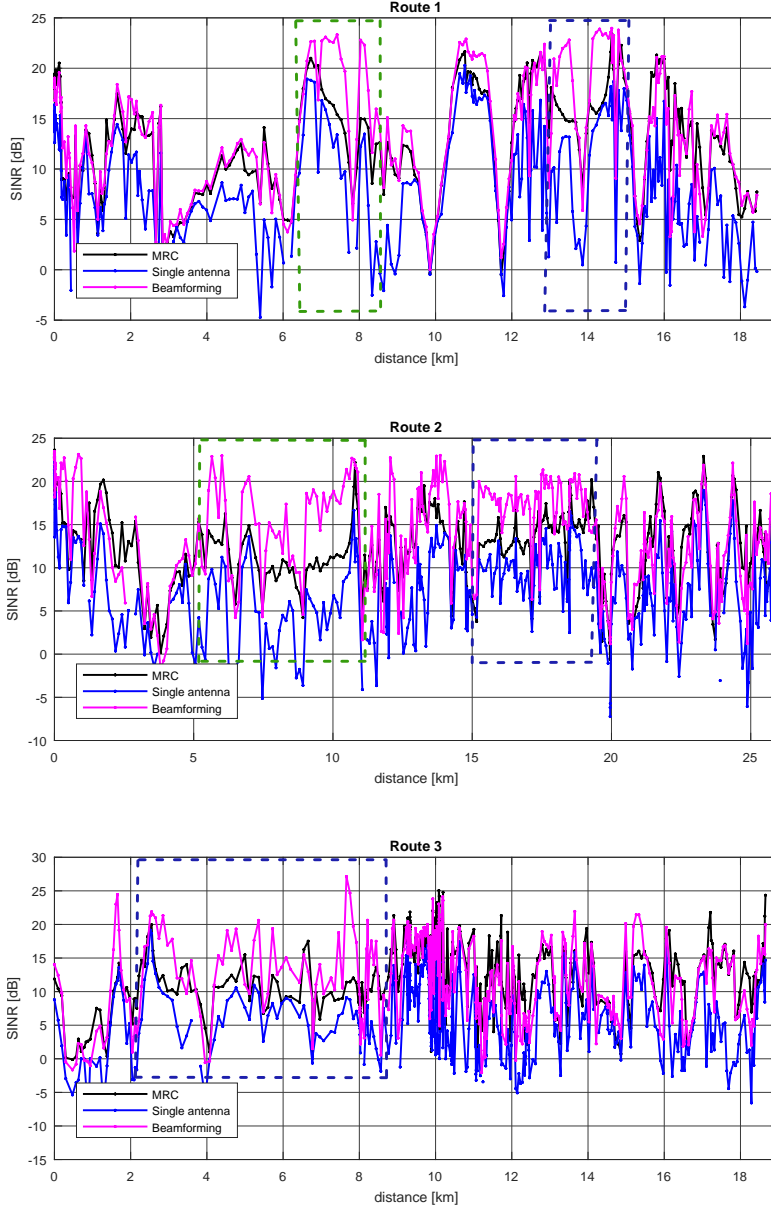 Route 1
25
20
15
10
5
0
-5
SINR [dB]
MRC
Single antenna
Beamforming
0 2 4 6 8 10 12 14 16 18
distance [km]
Route 2
25
20
15
10
5
0
-5
-10
SINR [dB]
MRC
Single antenna
Beamforming
0 5 10 15 20 25
distance [km]
Route 3
30
25
20
15
10
5
0
-5
-10
-15
SINR [dB]
MRC
Single antenna
Beamforming
0 2 4 6 8 10 12 14 16 18
distance [km]